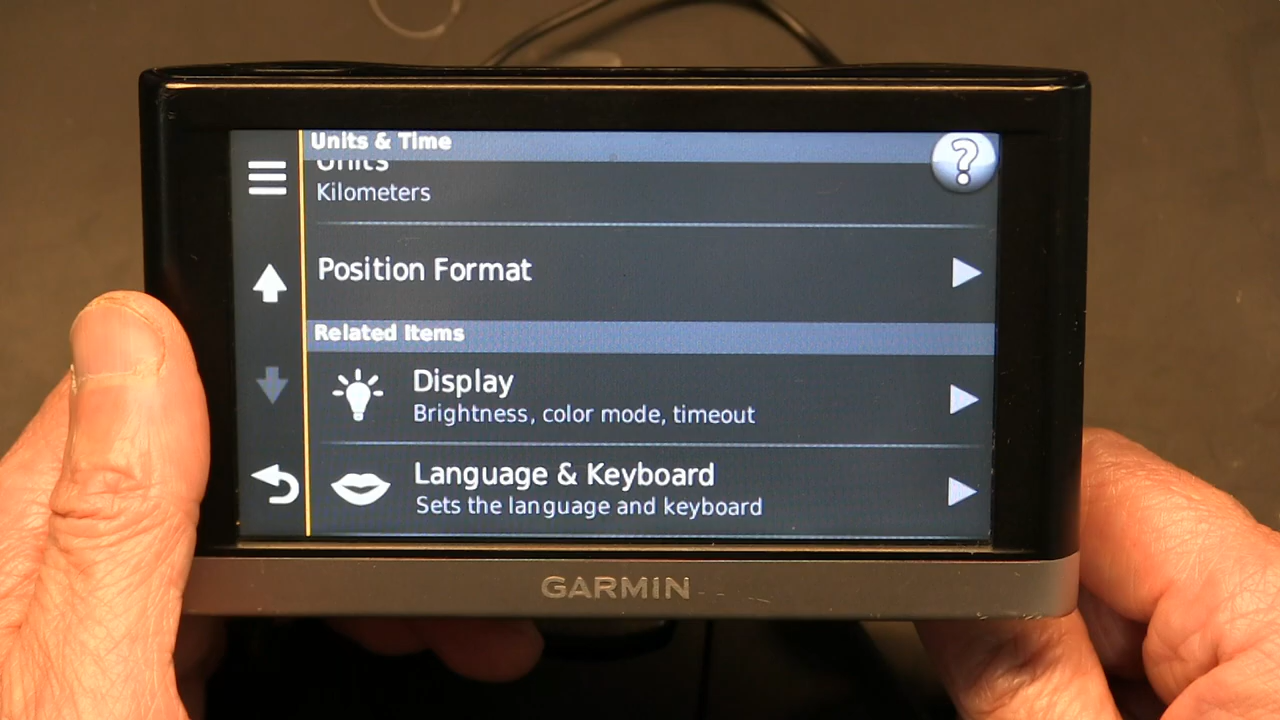 Units & Time
Units
Kilometers
Position Format
Related Items
Display
Brightness, color mode, timeout
Language & Keyboard
Sets the language and keyboard
GARMIN